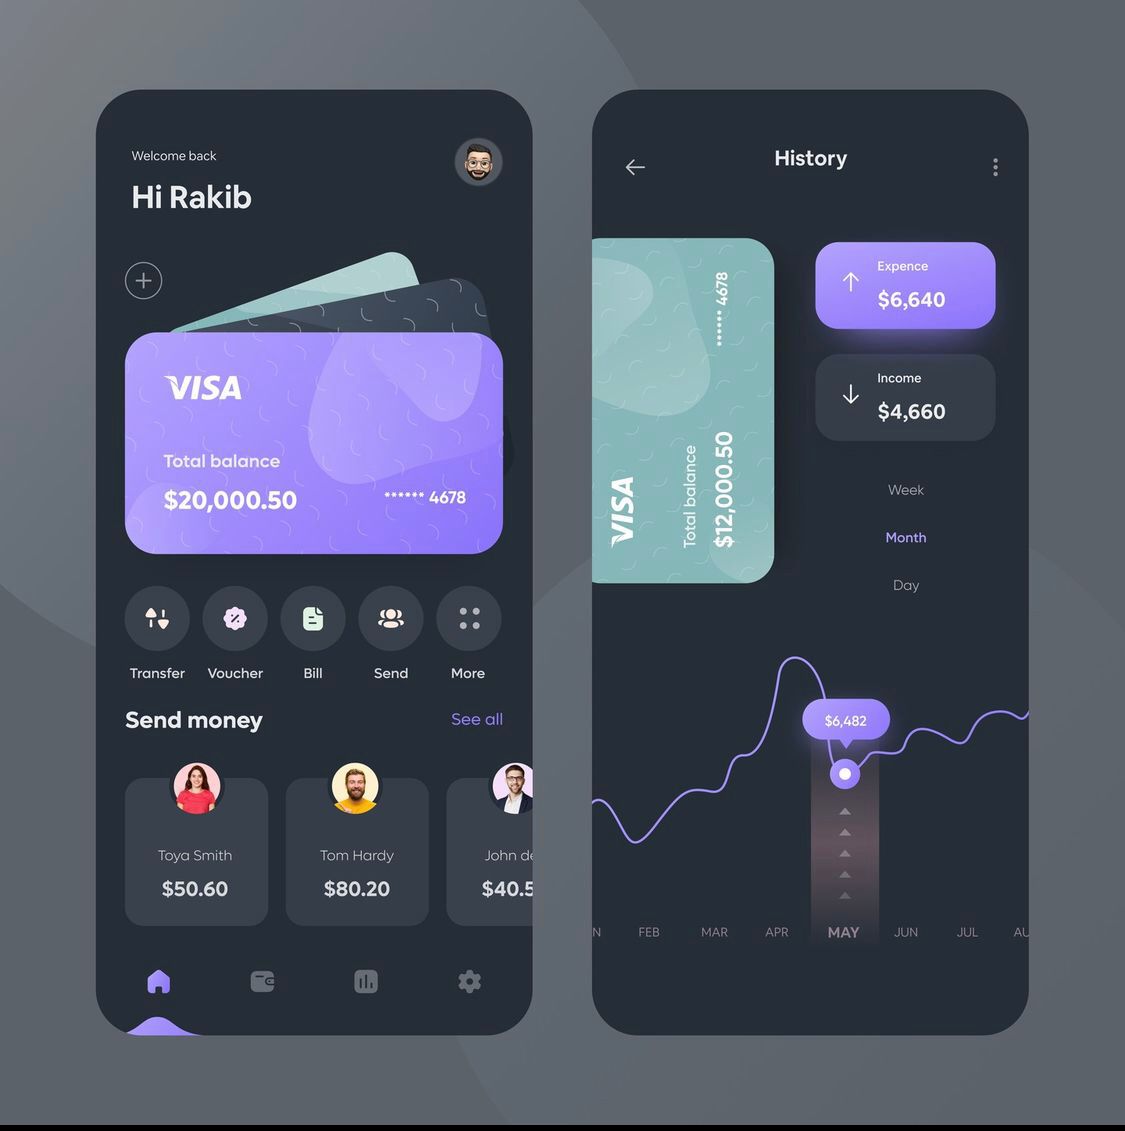 Welcome back
Hi Rakib
VISA
Total balance
$20,000.50
****** 4678
Transfer
Voucher
Bill
Send
More
Send money
See all
Toya Smith
$50.60
Tom Hardy
$80.20
John de
$40.5
History
VISA
Total balance
$12,000.50
****** 4678
Expence
$6,640
Income
$4,660
Week
Month
Day
$6,482
N
FEB
MAR
APR
MAY
JUN
JUL
AU